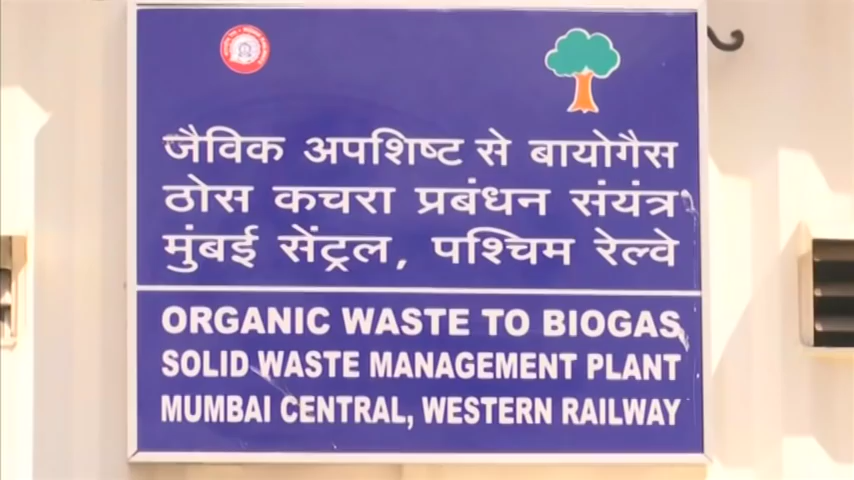 जैविक अपशिष्ट से बायोगैस
ठोस कचरा प्रबंधन संयंत्र
मुंबई सेंट्रल, पश्चिम रेल्वे
ORGANIC WASTE TO BIOGAS
SOLID WASTE MANAGEMENT PLANT
MUMBAI CENTRAL, WESTERN RAILWAY